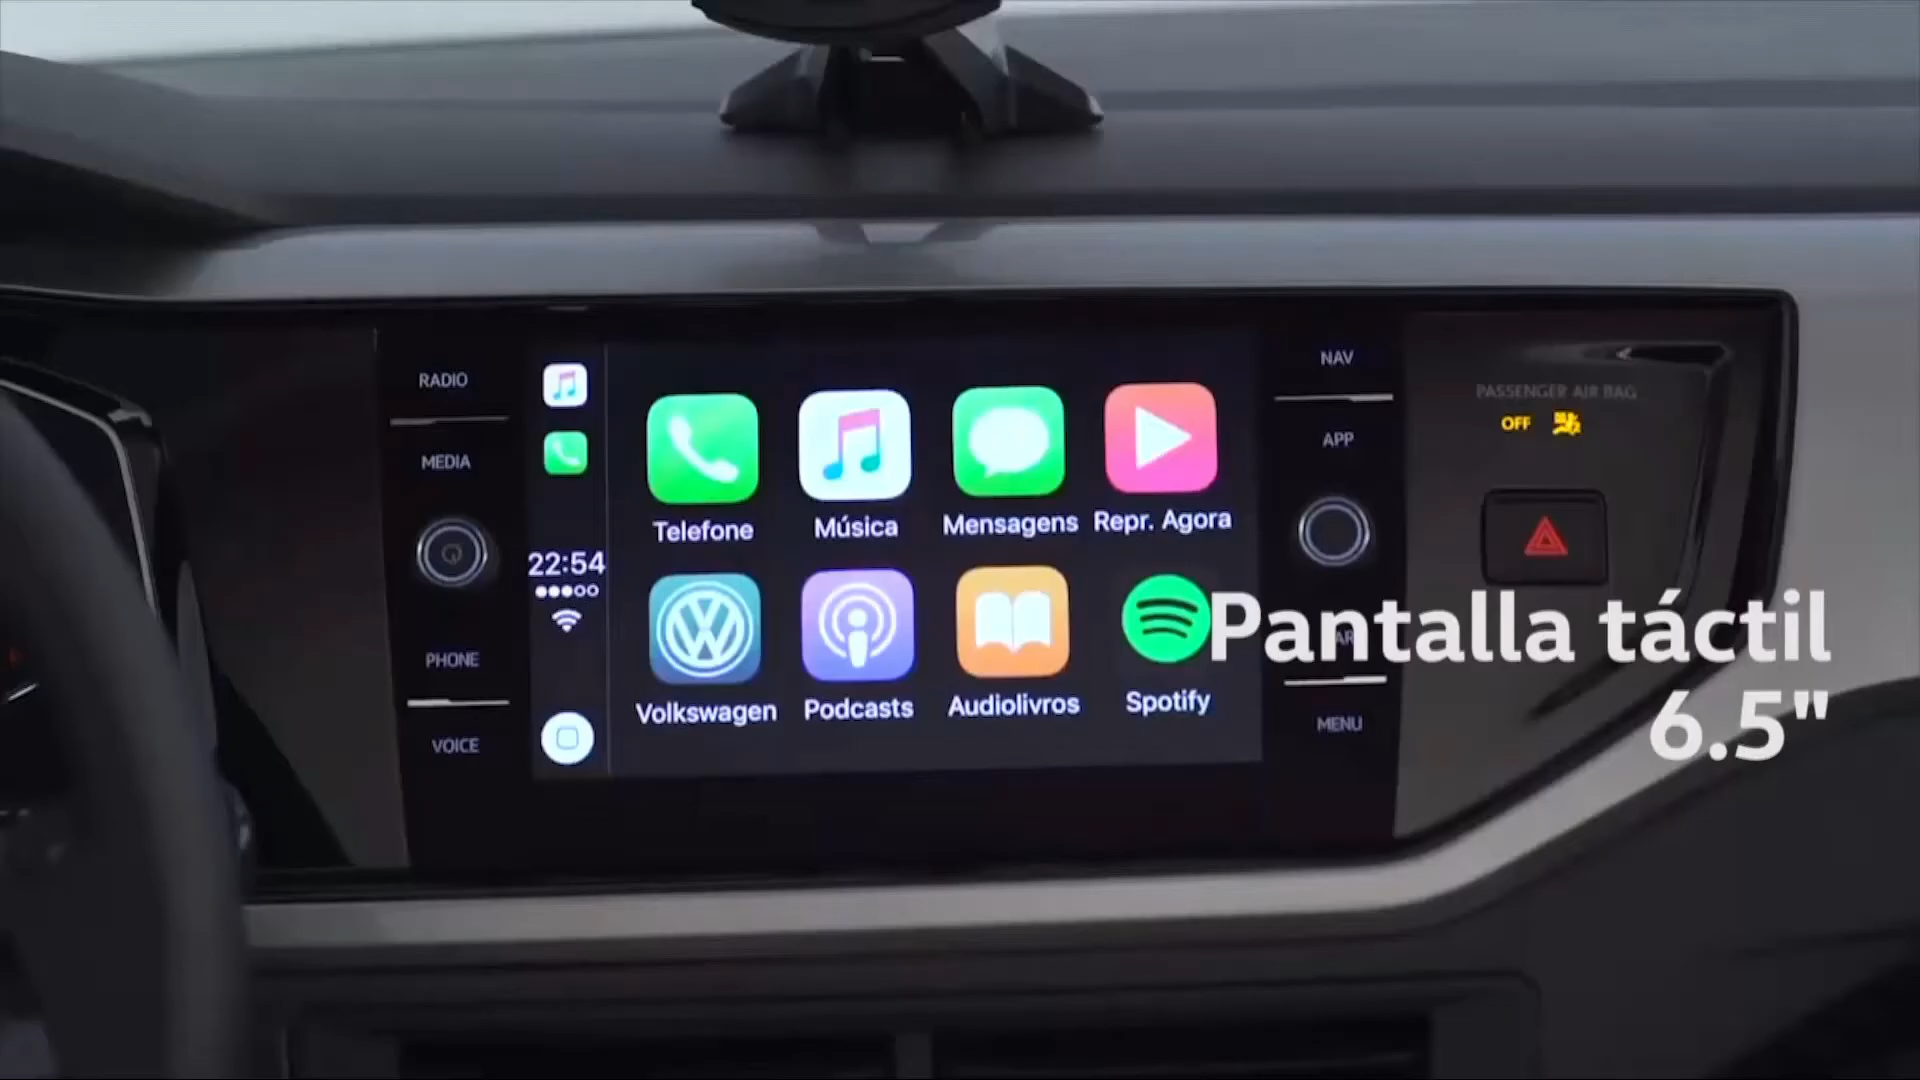 RADIO
MEDIA
PHONE
VOICE
22:54
Telefone
Música
Mensagens
Repr. Agora
Volkswagen
Podcasts
Audiolivros
Spotify
NAV
APP
MENU
PASSENGER AIR BAG
OFF
Pantalla táctil
6.5"